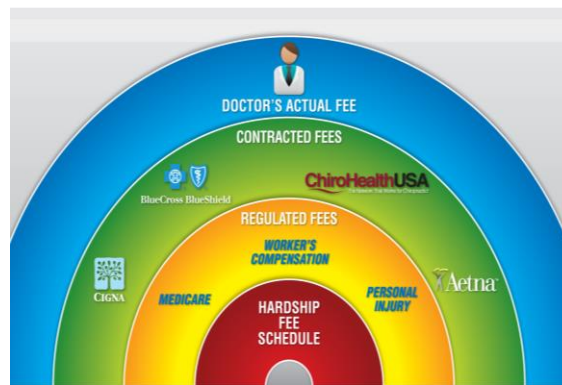 DOCTOR'S ACTUAL FEE
CONTRACTED FEES
BlueCross BlueShield
ChiroHealthUSA
REGULATED FEES
WORKER'S
COMPENSATION
CIGNA
MEDICARE
PERSONAL
INJURY
Aetna
HARDSHIP
FEE
SCHEDULE